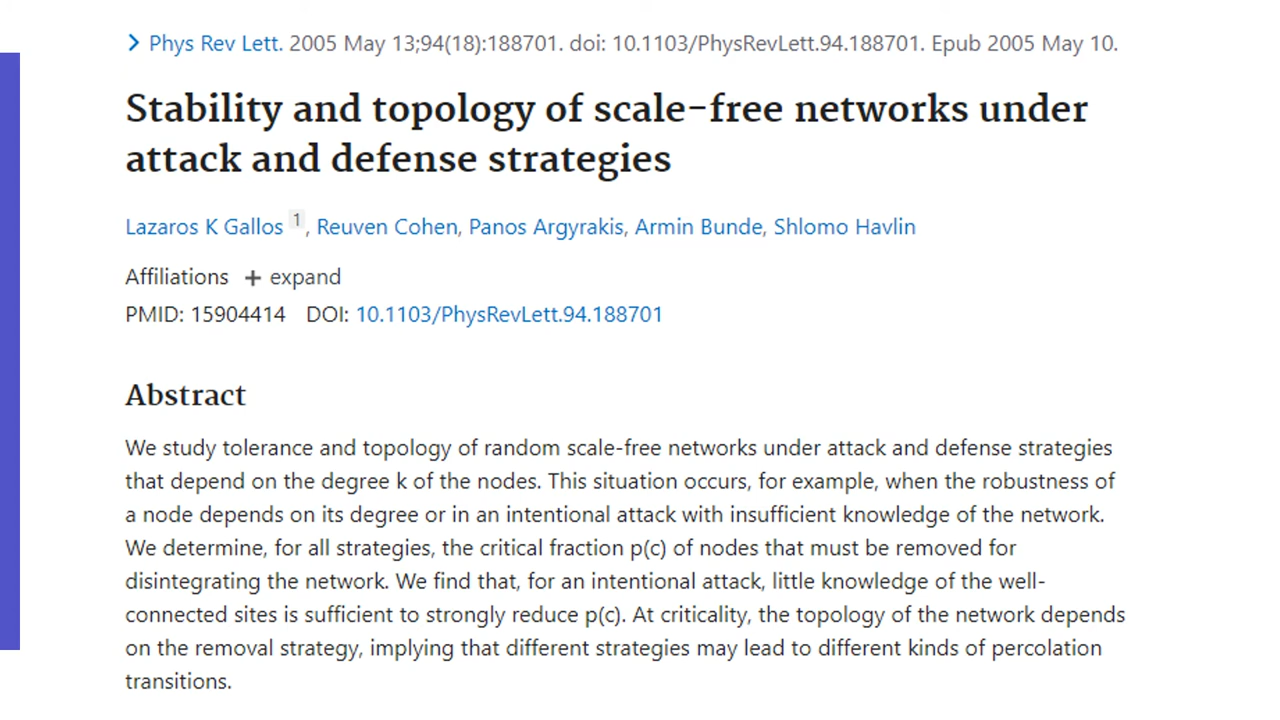 Phys Rev Lett. 2005 May 13;94(18):188701. doi: 10.1103/PhysRevLett.94.188701. Epub 2005 May 10.
Stability and topology of scale-free networks under
attack and defense strategies
Lazaros K Gallos 1, Reuven Cohen, Panos Argyrakis, Armin Bunde, Shlomo Havlin
Affiliations + expand
PMID: 15904414 DOI: 10.1103/PhysRevLett.94.188701
Abstract
We study tolerance and topology of random scale-free networks under attack and defense strategies
that depend on the degree k of the nodes. This situation occurs, for example, when the robustness of
a node depends on its degree or in an intentional attack with insufficient knowledge of the network.
We determine, for all strategies, the critical fraction p(c) of nodes that must be removed for
disintegrating the network. We find that, for an intentional attack, little knowledge of the well-
connected sites is sufficient to strongly reduce p(c). At criticality, the topology of the network depends
on the removal strategy, implying that different strategies may lead to different kinds of percolation
transitions.